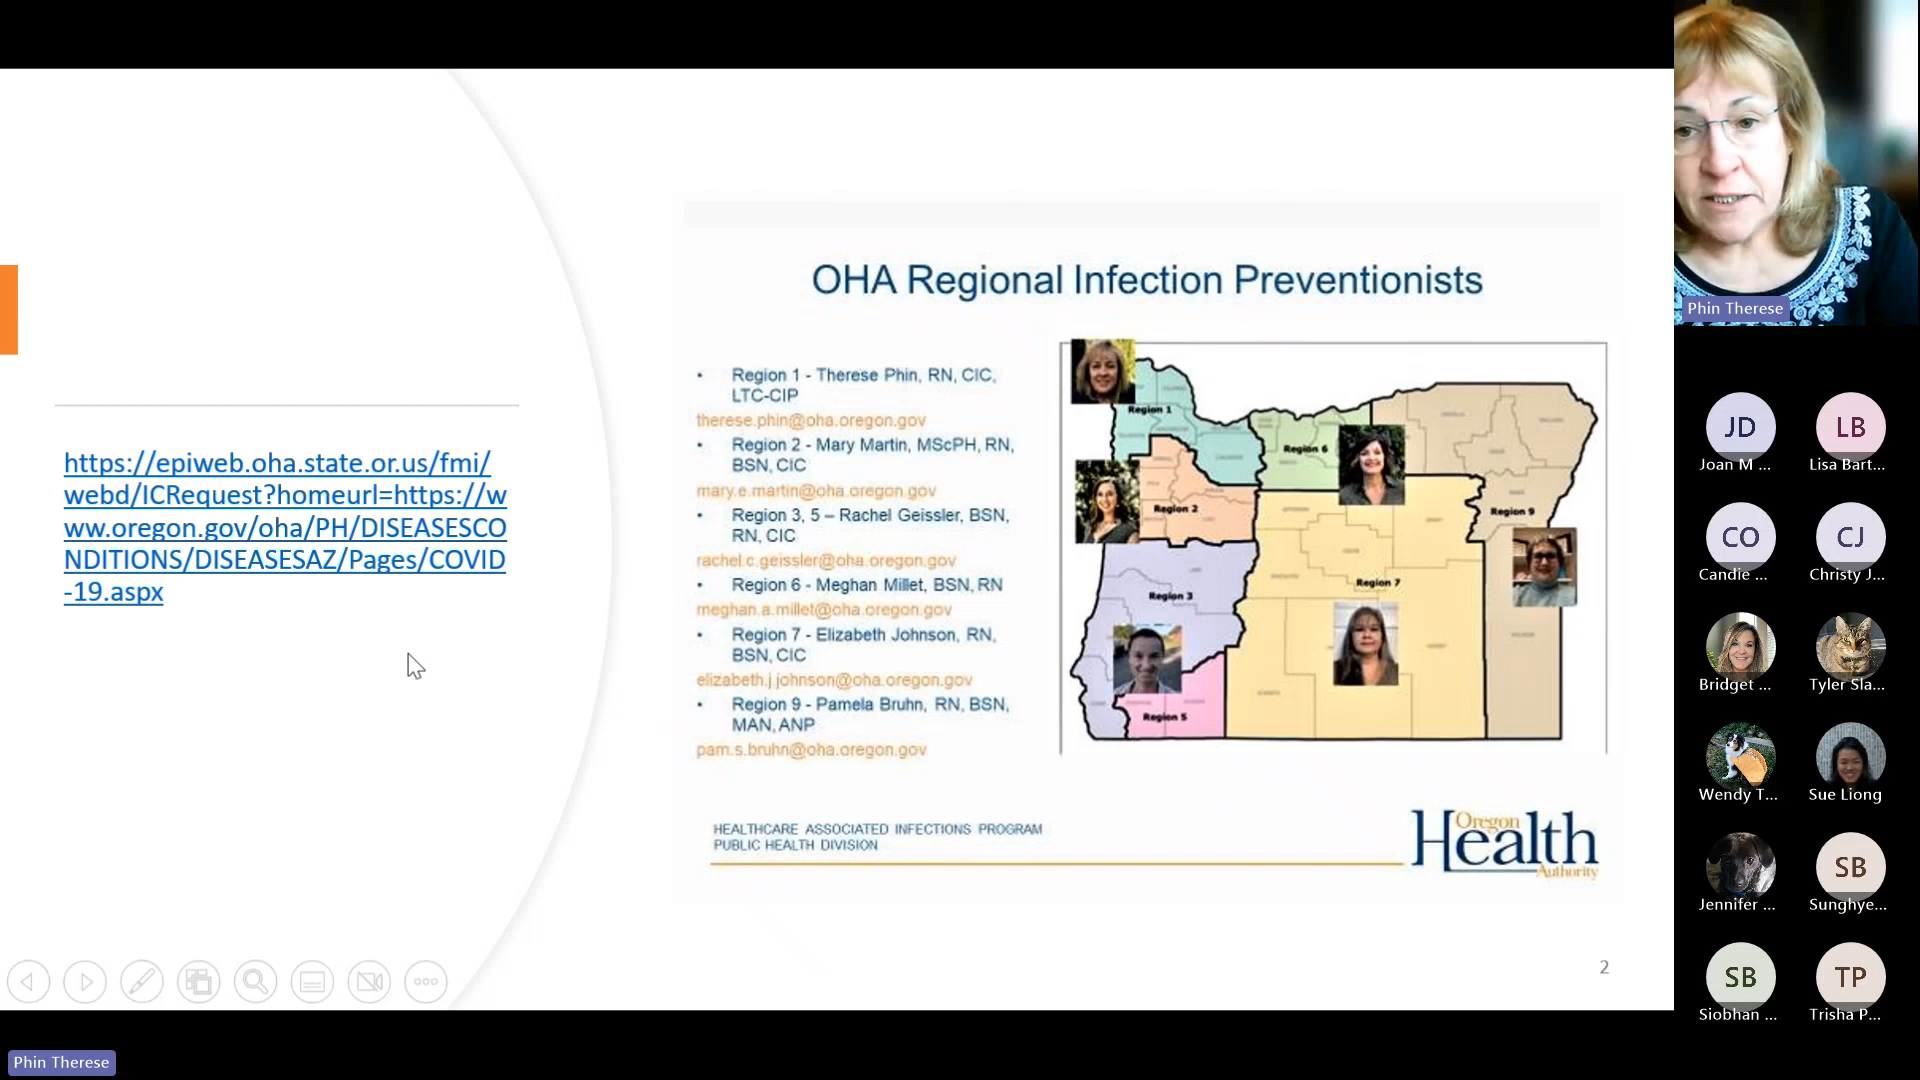 https://epiweb.oha.state.or.us/fmi/
webd/ICRequest?homeurl=https://w
ww.oregon.gov/oha/PH/DISEASESCO
NDITIONS/DISEASESAZ/Pages/COVID
-19.aspx
OHA Regional Infection Preventionists
• Region 1 - Therese Phin, RN, CIC,
LTC-CIP
therese.phin@oha.oregon.gov
• Region 2 - Mary Martin, MScPH, RN,
BSN, CIC
mary.e.martin@oha.oregon.gov
• Region 3, 5 – Rachel Geissler, BSN,
RN, CIC
rachel.c.geissler@oha.oregon.gov
• Region 6 - Meghan Millet, BSN, RN
meghan.a.millet@oha.oregon.gov
• Region 7 - Elizabeth Johnson, RN,
BSN, CIC
elizabeth.j.johnson@oha.oregon.gov
• Region 9 - Pamela Bruhn, RN, BSN,
MAN, ANP
pam.s.bruhn@oha.oregon.gov
Region 1
Region 6
Region 2
Region 9
Region 7
Region 3
Region 5
HEALTHCARE ASSOCIATED INFECTIONS PROGRAM
PUBLIC HEALTH DIVISION
Oregon
Health
Authority
2
Phin Therese
Phin Therese
JD
Joan M ...
LB
Lisa Bart...
CO
Candie ...
CJ
Christy J...
Bridget ...
Tyler Sla...
Wendy T...
Sue Liong
Jennifer ...
SB
Sunghye...
SB
Siobhan ...
TP
Trisha P...